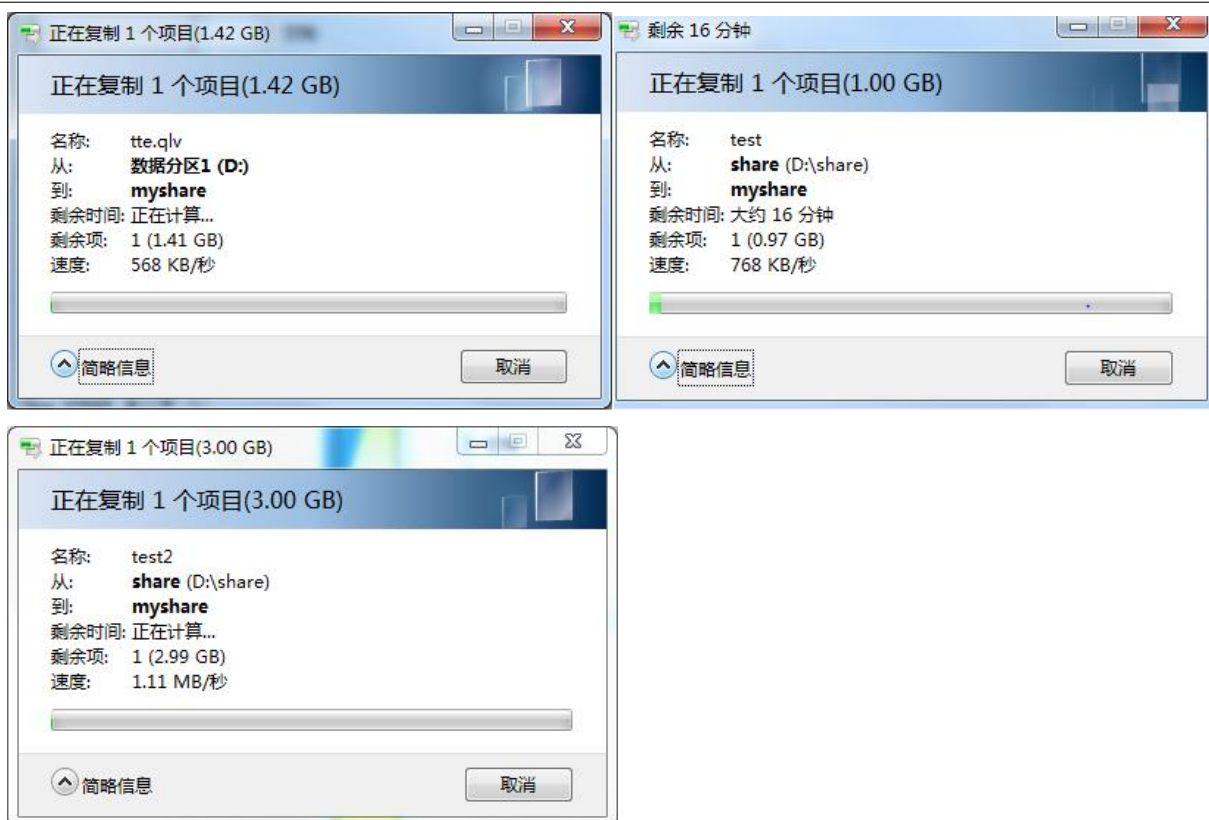 正在复制 1 个项目(1.42 GB)
正在复制 1 个项目(1.42 GB)
名称: tte.qlv
从: 数据分区1 (D:)
到: myshare
剩余时间: 正在计算...
剩余项: 1 (1.41 GB)
速度: 568 KB/秒
简略信息
取消
剩余 16 分钟
正在复制 1 个项目(1.00 GB)
名称: test
从: share (D:\share)
到: myshare
剩余时间: 大约 16 分钟
剩余项: 1 (0.97 GB)
速度: 768 KB/秒
简略信息
取消
正在复制 1 个项目(3.00 GB)
正在复制 1 个项目(3.00 GB)
名称: test2
从: share (D:\share)
到: myshare
剩余时间: 正在计算...
剩余项: 1 (2.99 GB)
速度: 1.11 MB/秒
简略信息
取消